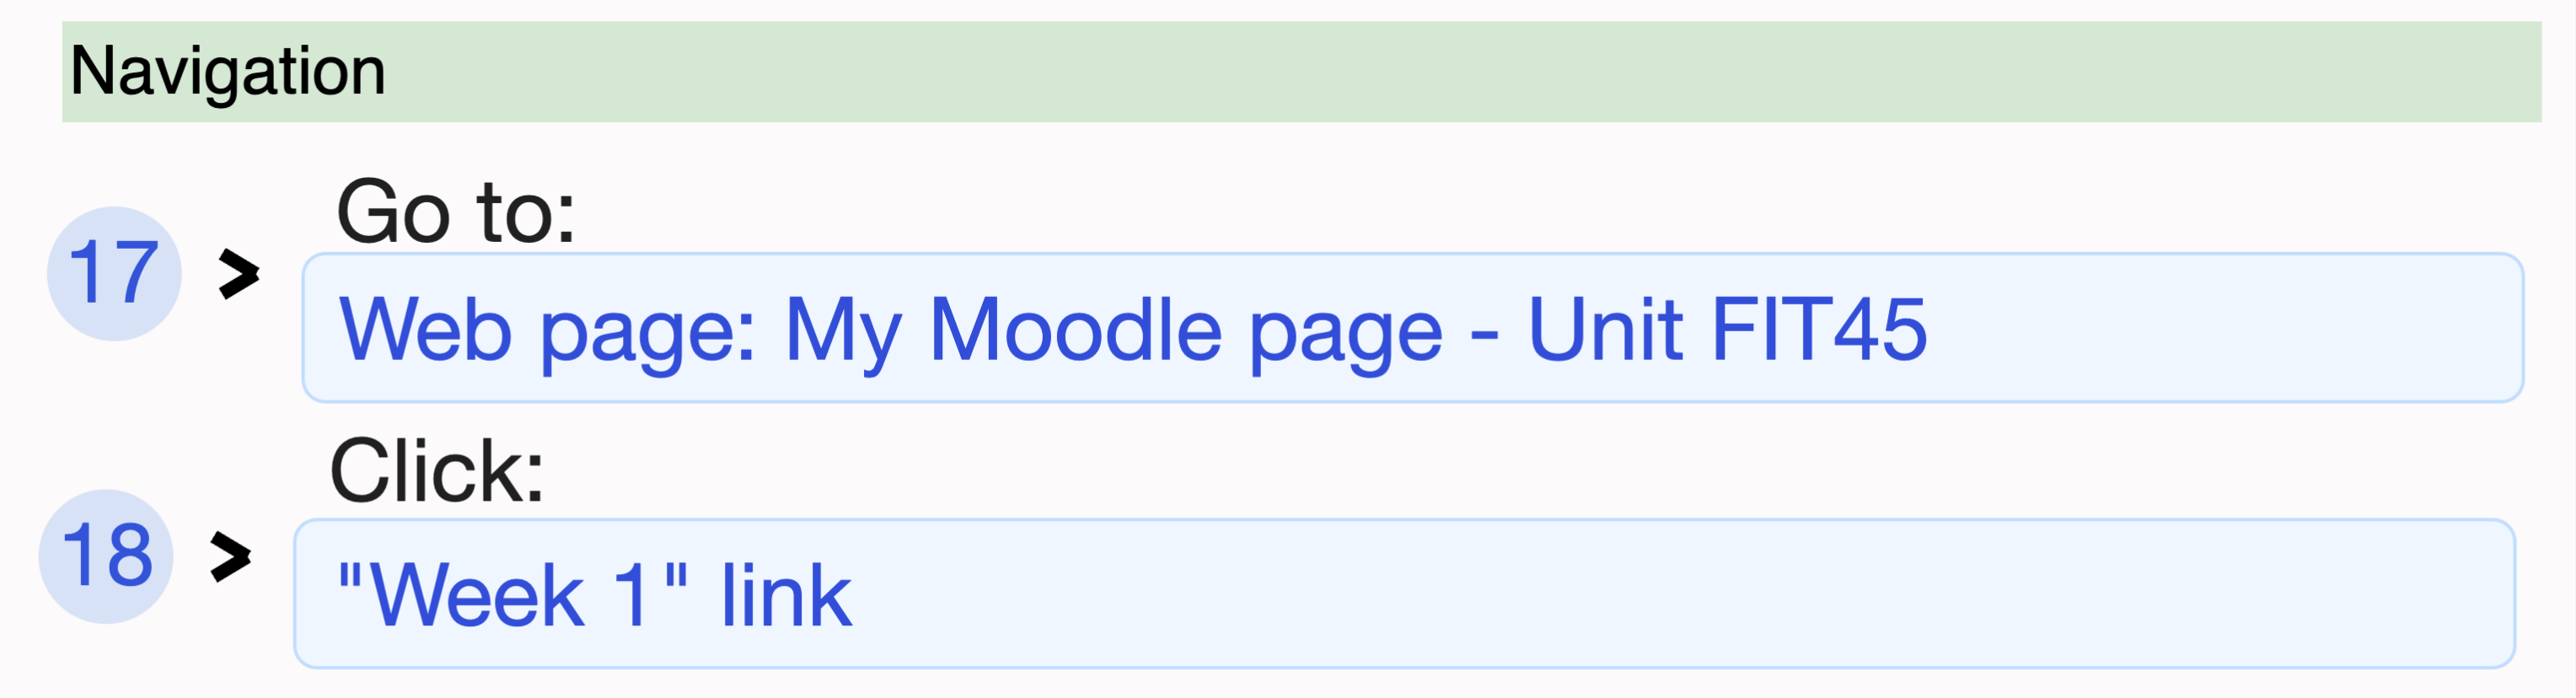 Navigation
Go to:
17 > Web page: My Moodle page - Unit FIT45
Click:
18 > "Week 1" link